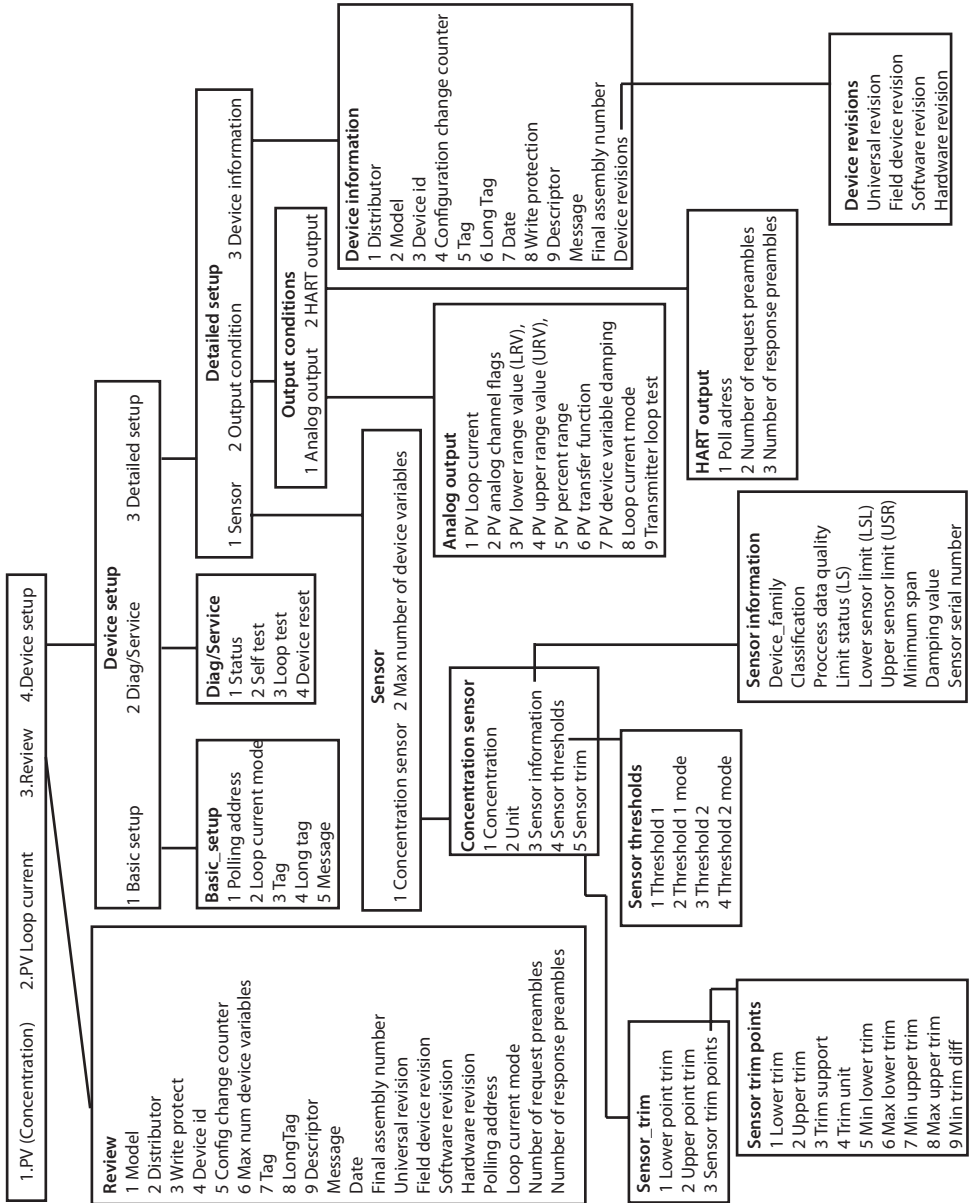 1.PV (Concentration) 2.PV Loop current 3.Review 4.Device setup
Review
1 Model
2 Distributor
3 Write protect
4 Device id
5 Config change counter
6 Max num device variables
7 Tag
8 LongTag
9 Descriptor
Message
Date
Final assembly number
Universal revision
Field device revision
Software revision
Hardware revision
Polling address
Loop current mode
Number of request preambles
Number of response preambles
Device setup
1 Basic setup 2 Diag/Service 3 Detailed setup
Basic_setup
1 Polling address
2 Loop current mode
3 Tag
4 Long tag
5 Message
Diag/Service
1 Status
2 Self test
3 Loop test
4 Device reset
Detailed setup
1 Sensor 2 Output condition 3 Device information
Sensor
1 Concentration sensor 2 Max number of device variables
Output conditions
1 Analog output 2 HART output
Device information
1 Distributor
2 Model
3 Device id
4 Configuration change counter
5 Tag
6 Long Tag
7 Date
8 Write protection
9 Descriptor
Message
Final assembly number
Device revisions
Concentration sensor
1 Concentration
2 Unit
3 Sensor information
4 Sensor thresholds
5 Sensor trim
Analog output
1 PV Loop current
2 PV analog channel flags
3 PV lower range value (LRV),
4 PV upper range value (URV),
5 PV percent range
6 PV transfer function
7 PV device variable damping
8 Loop current mode
9 Transmitter loop test
Sensor_trim
1 Lower point trim
2 Upper point trim
3 Sensor trim points
Sensor thresholds
1 Threshold 1
2 Threshold 1 mode
3 Threshold 2
4 Threshold 2 mode
Sensor information
Device_family
Classification
Proccess data quality
Limit status (LS)
Lower sensor limit (LSL)
Upper sensor limit (USR)
Minimum span
Damping value
Sensor serial number
HART output
1 Poll adress
2 Number of request preambles
3 Number of response preambles
Device revisions
Universal revision
Field device revision
Software revision
Hardware revision
Sensor trim points
1 Lower trim
2 Upper trim
3 Trim support
4 Trim unit
5 Min lower trim
6 Max lower trim
7 Min upper trim
8 Max upper trim
9 Min trim diff